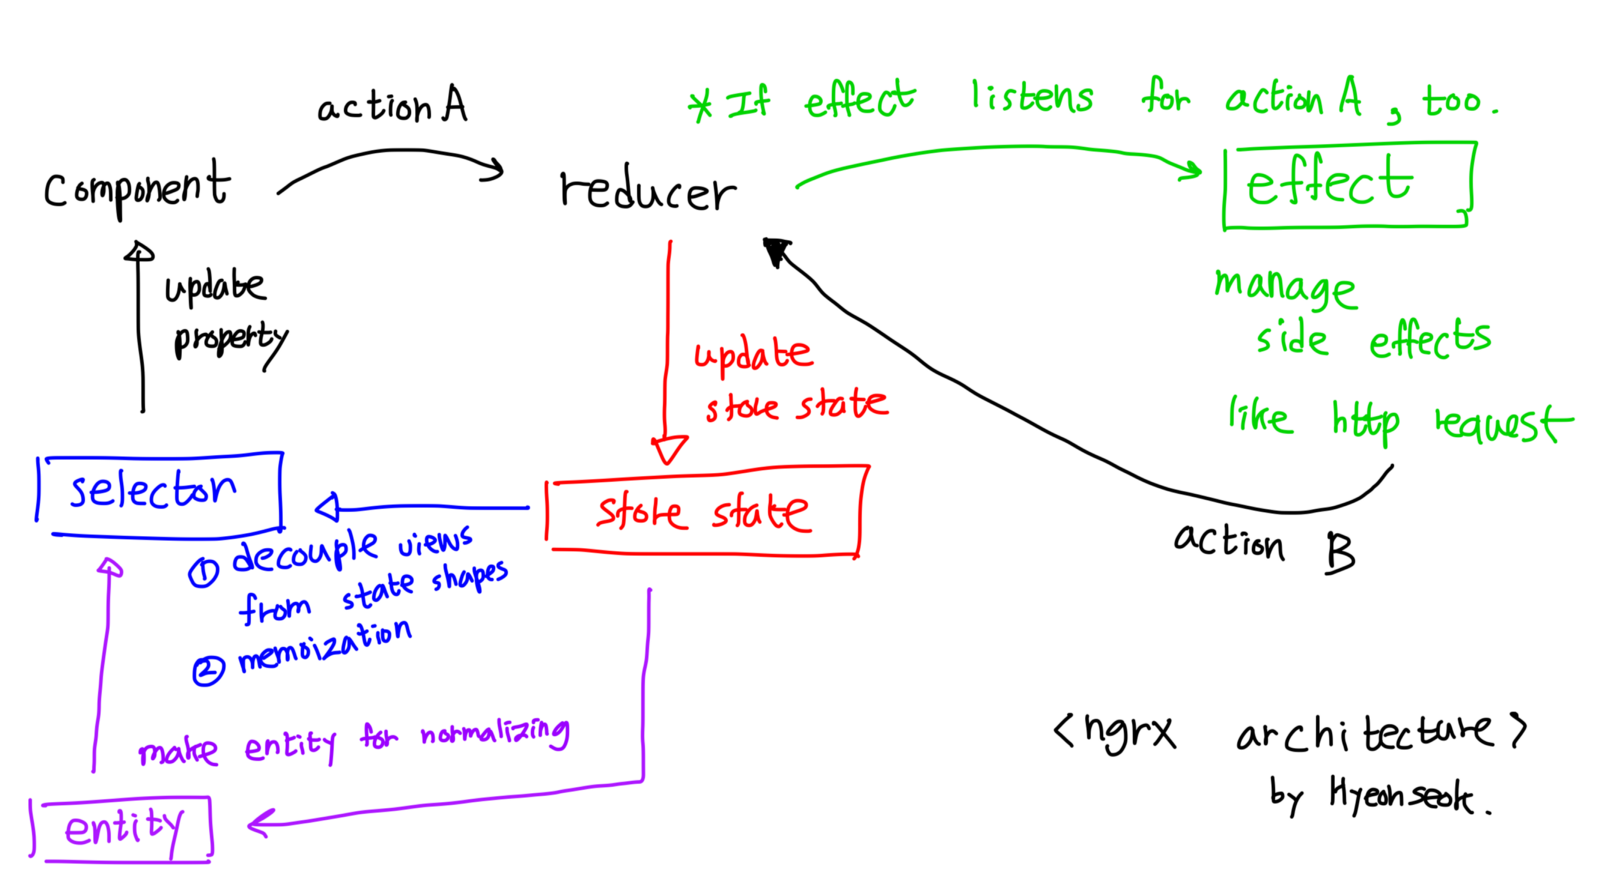 action A
* If effect listens for action A, too.
component
reducer
effect
update
property
manage
side effects
like http request
update
store state
selector
store state
① decouple views
from state shapes
② memoization
action B
make entity for normalizing
entity
<ngrx architecture>
by Hyeonseok.